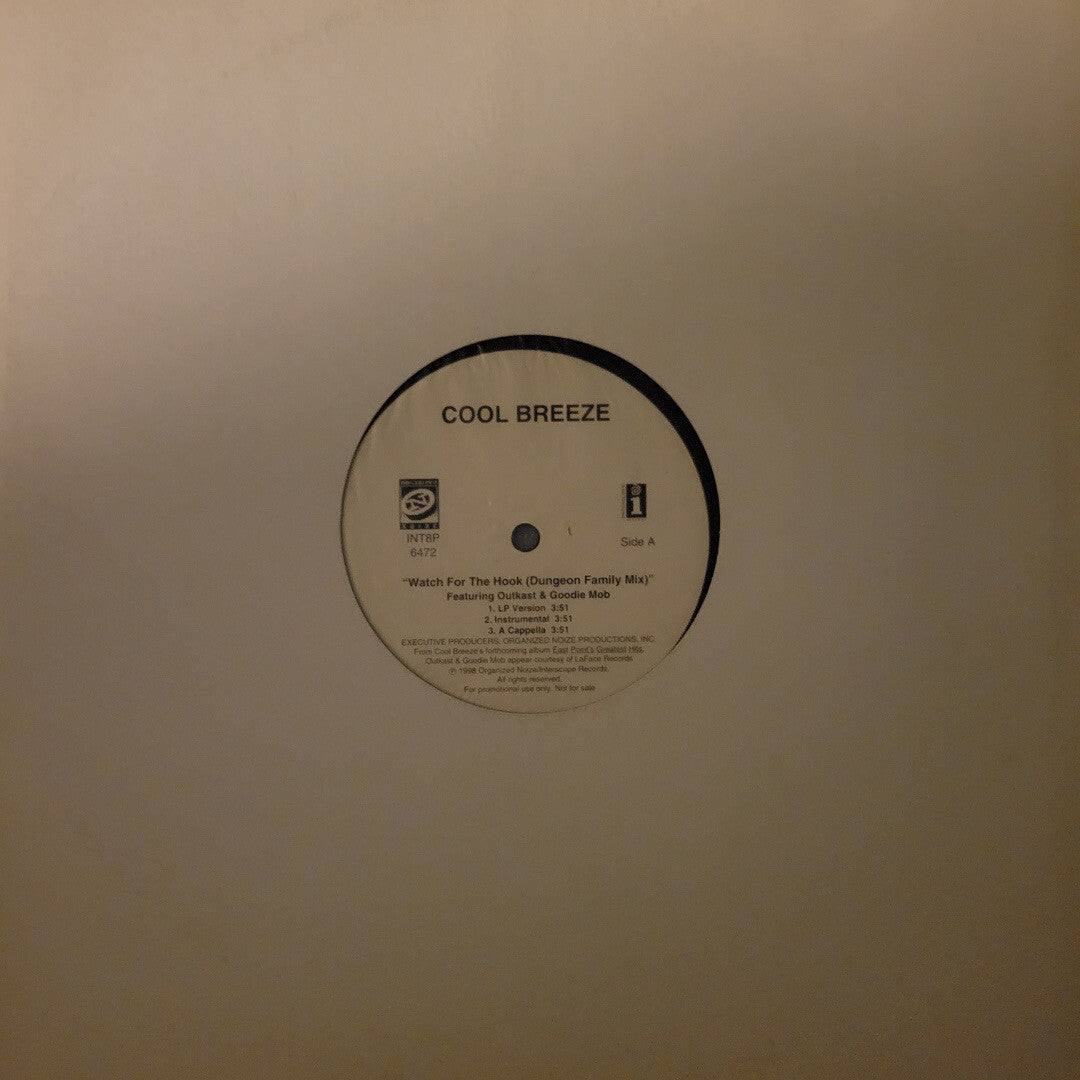 COOL BREEZE
NOIZE
i
INT8P
6472
Side A
"Watch For The Hook (Dungeon Family Mix)"
Featuring Outkast & Goodie Mob
1. LP Version 3:51
2. Instrumental 3:51
3. A Cappella 3:51
EXECUTIVE PRODUCERS: ORGANIZED NOIZE PRODUCTIONS, INC.
From Cool Breeze's forthcoming album East Point's Greatest Hits.
Outkast & Goodie Mob appear courtesy of LaFace Records
℗ 1998 Organized Noize/Interscope Records.
All rights reserved.
For promotional use only. Not for sale